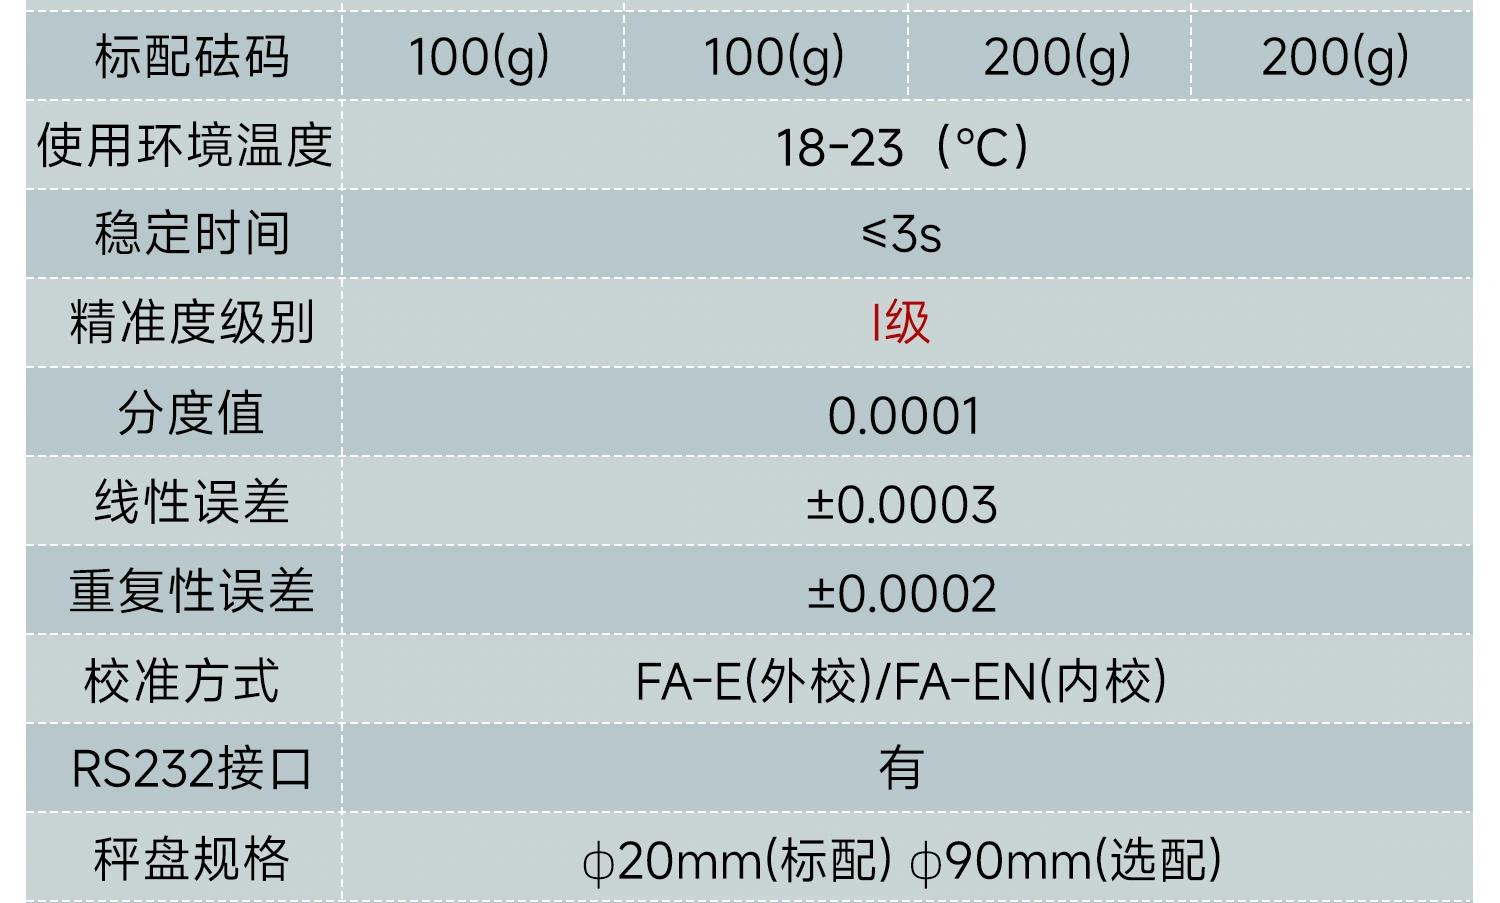 标配砝码 100(g) 100(g) 200(g) 200(g)
使用环境温度 18-23（℃）
稳定时间 ≤3s
精准度级别 I级
分度值 0.0001
线性误差 ±0.0003
重复性误差 ±0.0002
校准方式 FA-E(外校)/FA-EN(内校)
RS232接口 有
秤盘规格 ф20mm(标配) ф90mm(选配)